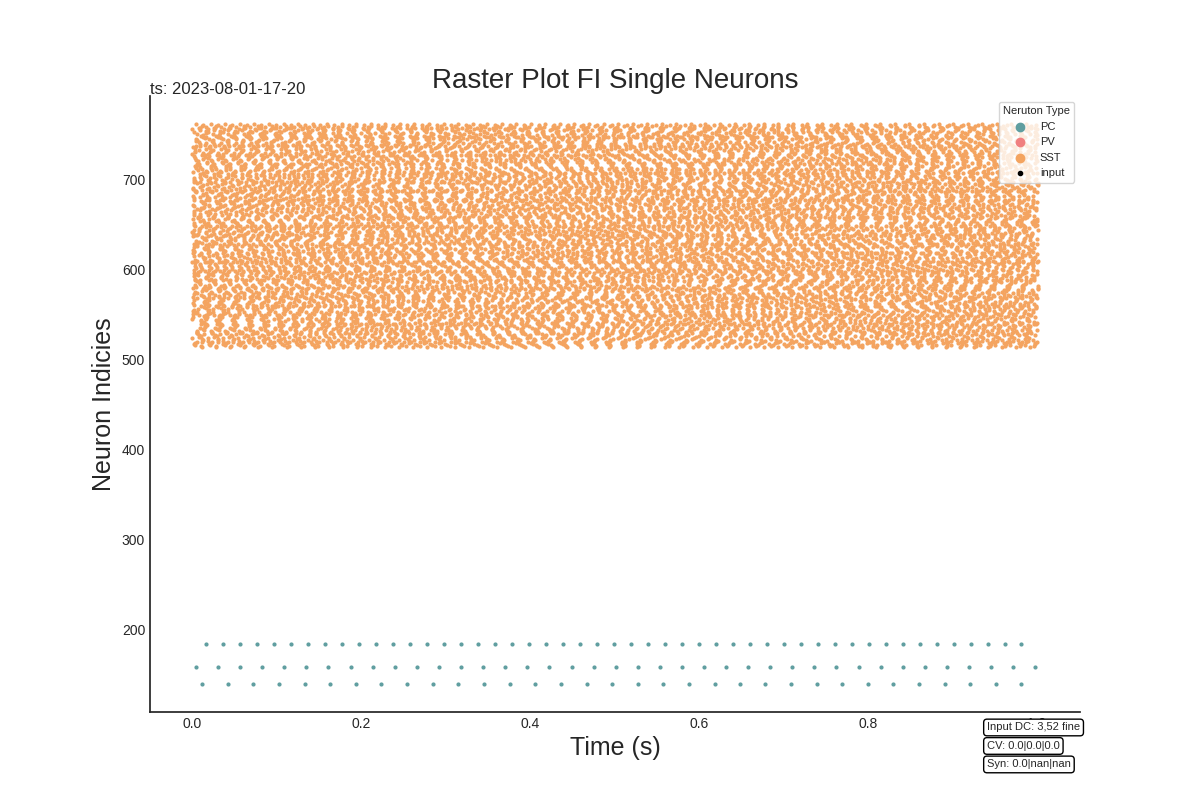 Raster Plot FI Single Neurons
ts: 2023-08-01-17-20
Neruton Type
PC
PV
SST
input
700
600
500
400
300
200
Neuron Indicies
0.0 0.2 0.4 0.6 0.8
Time (s)
Input DC: 3,52 fine
CV: 0.0|0.0|0.0
Syn: 0.0|nan|nan